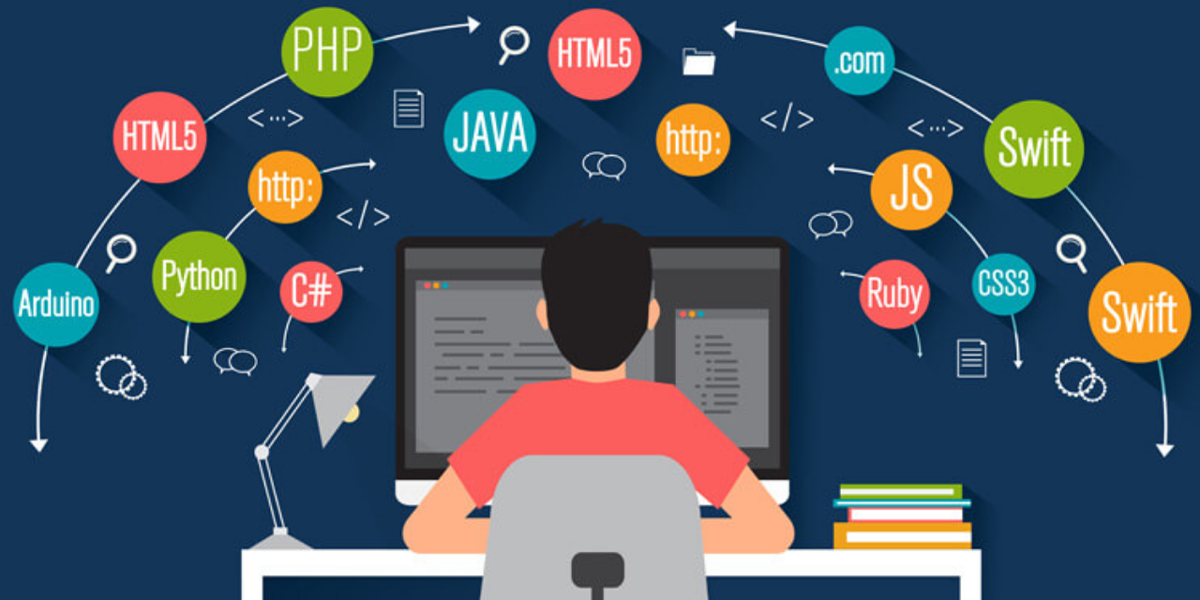 PHP
HTML5
.com
HTML5
JAVA
http:
Swift
http:
JS
Python
C#
Ruby
CSS3
Arduino
Swift